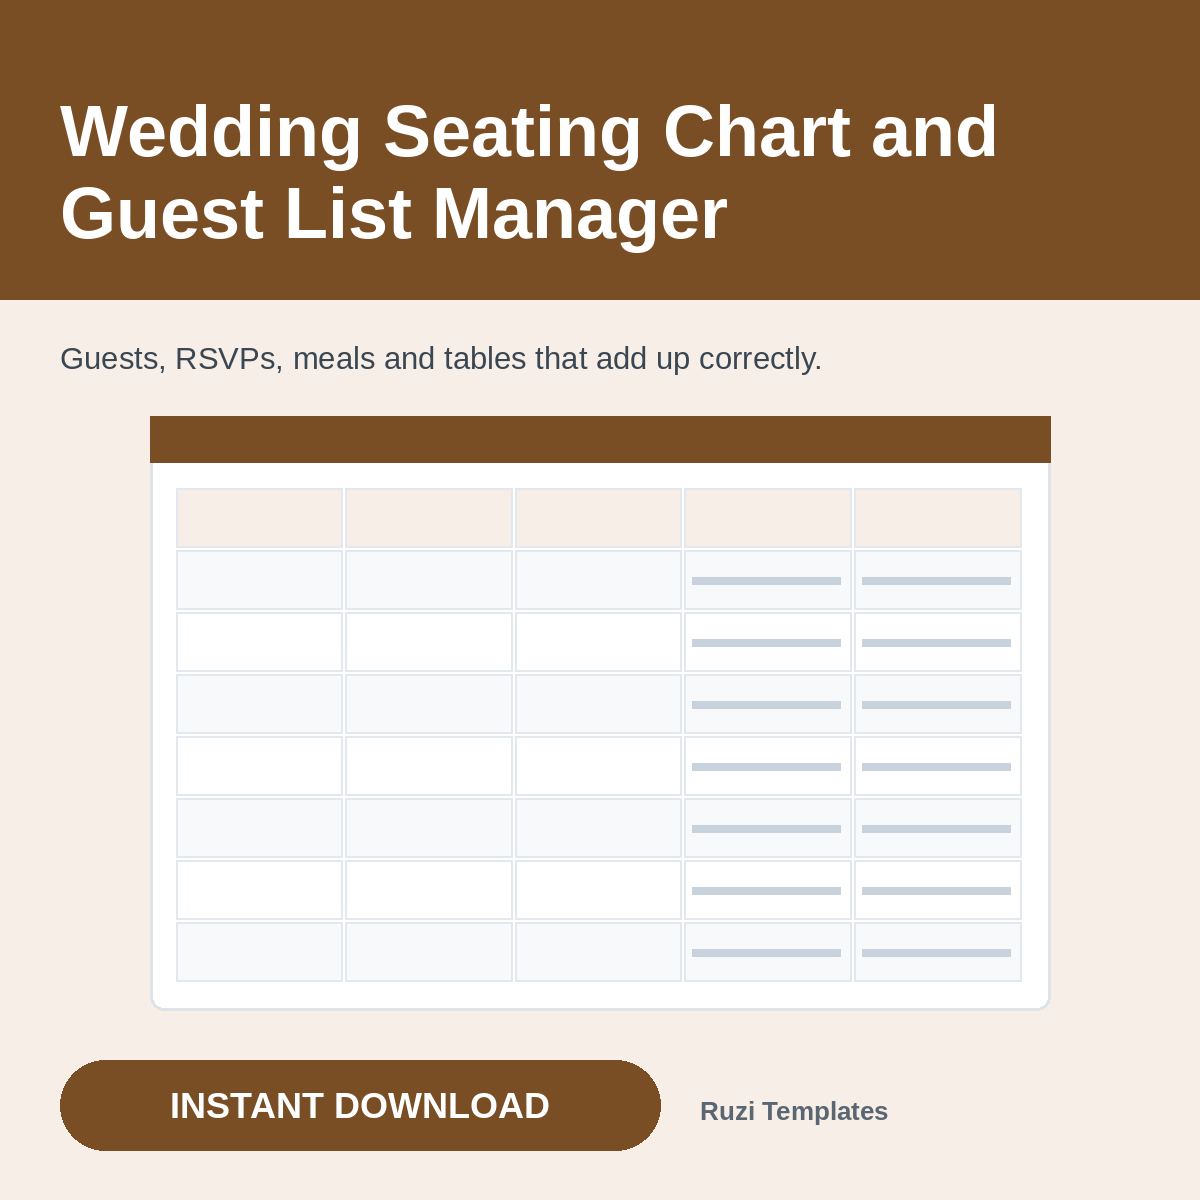 Wedding Seating Chart and
Guest List Manager
Guests, RSVPs, meals and tables that add up correctly.
INSTANT DOWNLOAD
Ruzi Templates